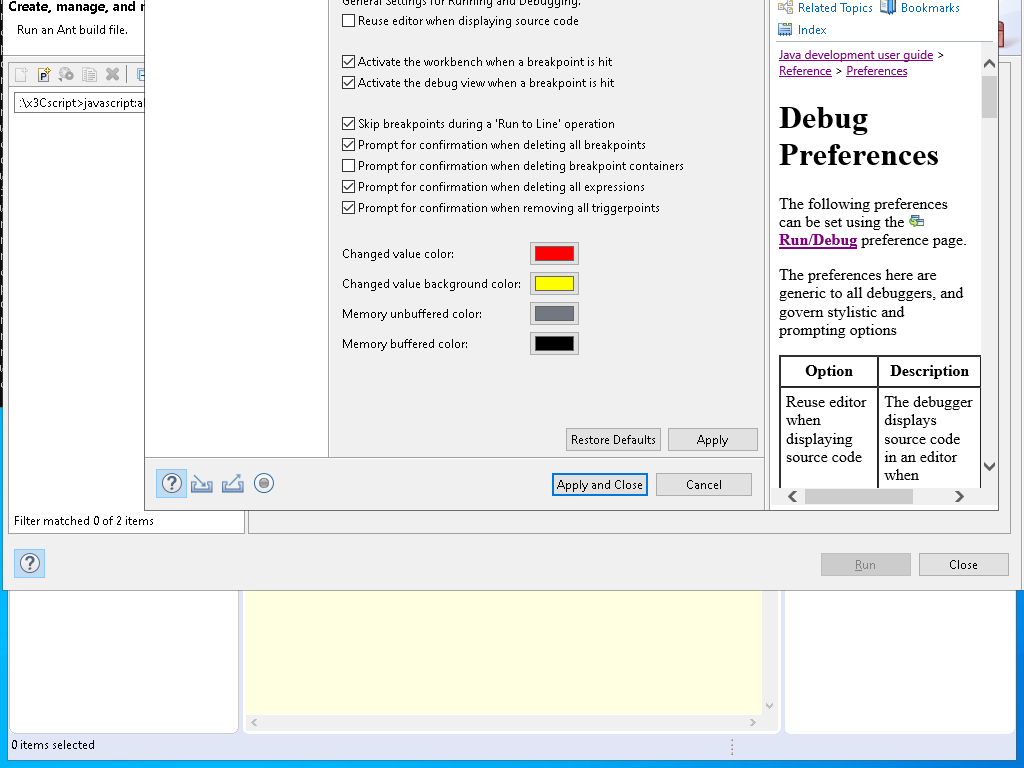 Create, manage, and r
Run an Ant build file.
:\x3Cscript>javascript:al
Filter matched 0 of 2 items
General Settings for Running and Debugging.
Reuse editor when displaying source code
Activate the workbench when a breakpoint is hit
Activate the debug view when a breakpoint is hit
Skip breakpoints during a 'Run to Line' operation
Prompt for confirmation when deleting all breakpoints
Prompt for confirmation when deleting breakpoint containers
Prompt for confirmation when deleting all expressions
Prompt for confirmation when removing all triggerpoints
Changed value color:
Changed value background color:
Memory unbuffered color:
Memory buffered color:
Restore Defaults
Apply
Apply and Close
Cancel
Related Topics
Bookmarks
Index
Java development user guide >
Reference > Preferences
Debug
Preferences
The following preferences
can be set using the
Run/Debug preference page.
The preferences here are
generic to all debuggers, and
govern stylistic and
prompting options
Option
Description
Reuse editor
when
displaying
source code
The debugger
displays
source code
in an editor
when
Run
Close
0 items selected